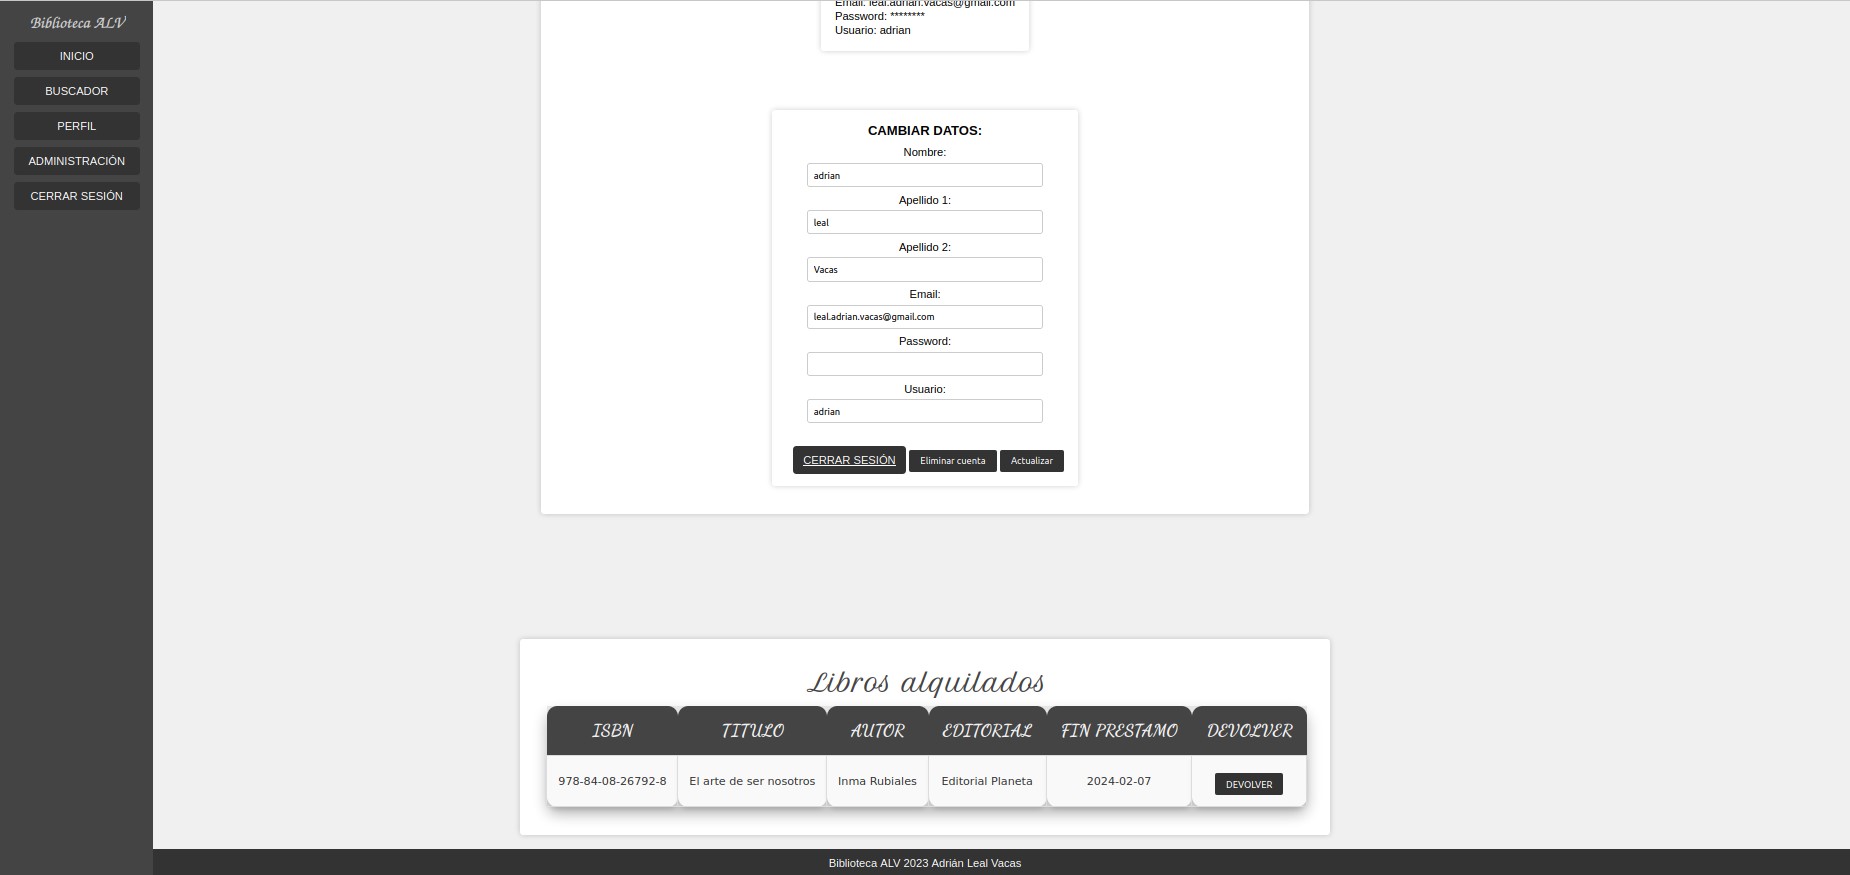 Biblioteca ALV
INICIO
BUSCADOR
PERFIL
ADMINISTRACIÓN
CERRAR SESIÓN
Email: leal.adrian.vacas@gmail.com
Password: ********
Usuario: adrian
CAMBIAR DATOS:
Nombre:
adrian
Apellido 1:
leal
Apellido 2:
Vacas
Email:
leal.adrian.vacas@gmail.com
Password:
Usuario:
adrian
CERRAR SESIÓN Eliminar cuenta Actualizar
Libros alquilados
ISBN TITULO AUTOR EDITORIAL FIN PRESTAMO DEVOLVER
978-84-08-26792-8 El arte de ser nosotros Inma Rubiales Editorial Planeta 2024-02-07 DEVOLVER
Biblioteca ALV 2023 Adrián Leal Vacas